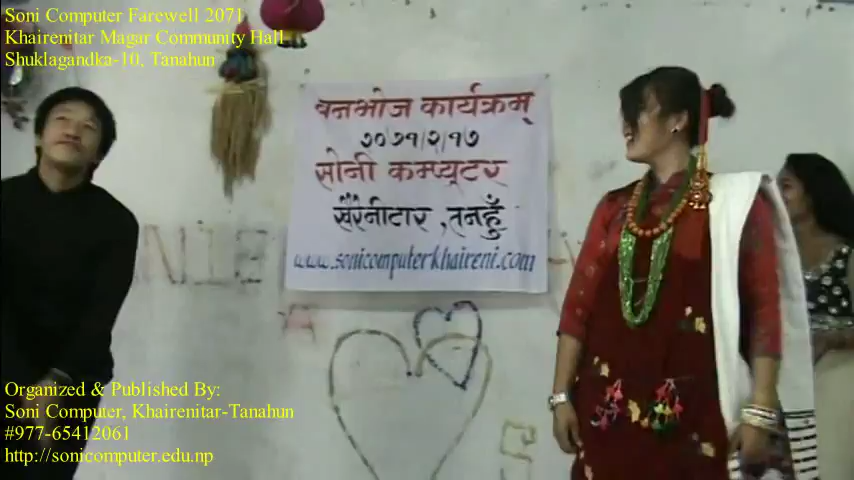 Soni Computer Farewell 2071
Khairenitar Magar Community Hall
Shuklagandka-10, Tanahun
वनभोज कार्यक्रम्
२०७१/२/१७
सोनी कम्प्यूटर
खैरेनीटार, तनहुँ
www.sonicomputerkhaireni.com
Organized & Published By:
Soni Computer, Khairenitar-Tanahun
#977-65412061
http://sonicomputer.edu.np